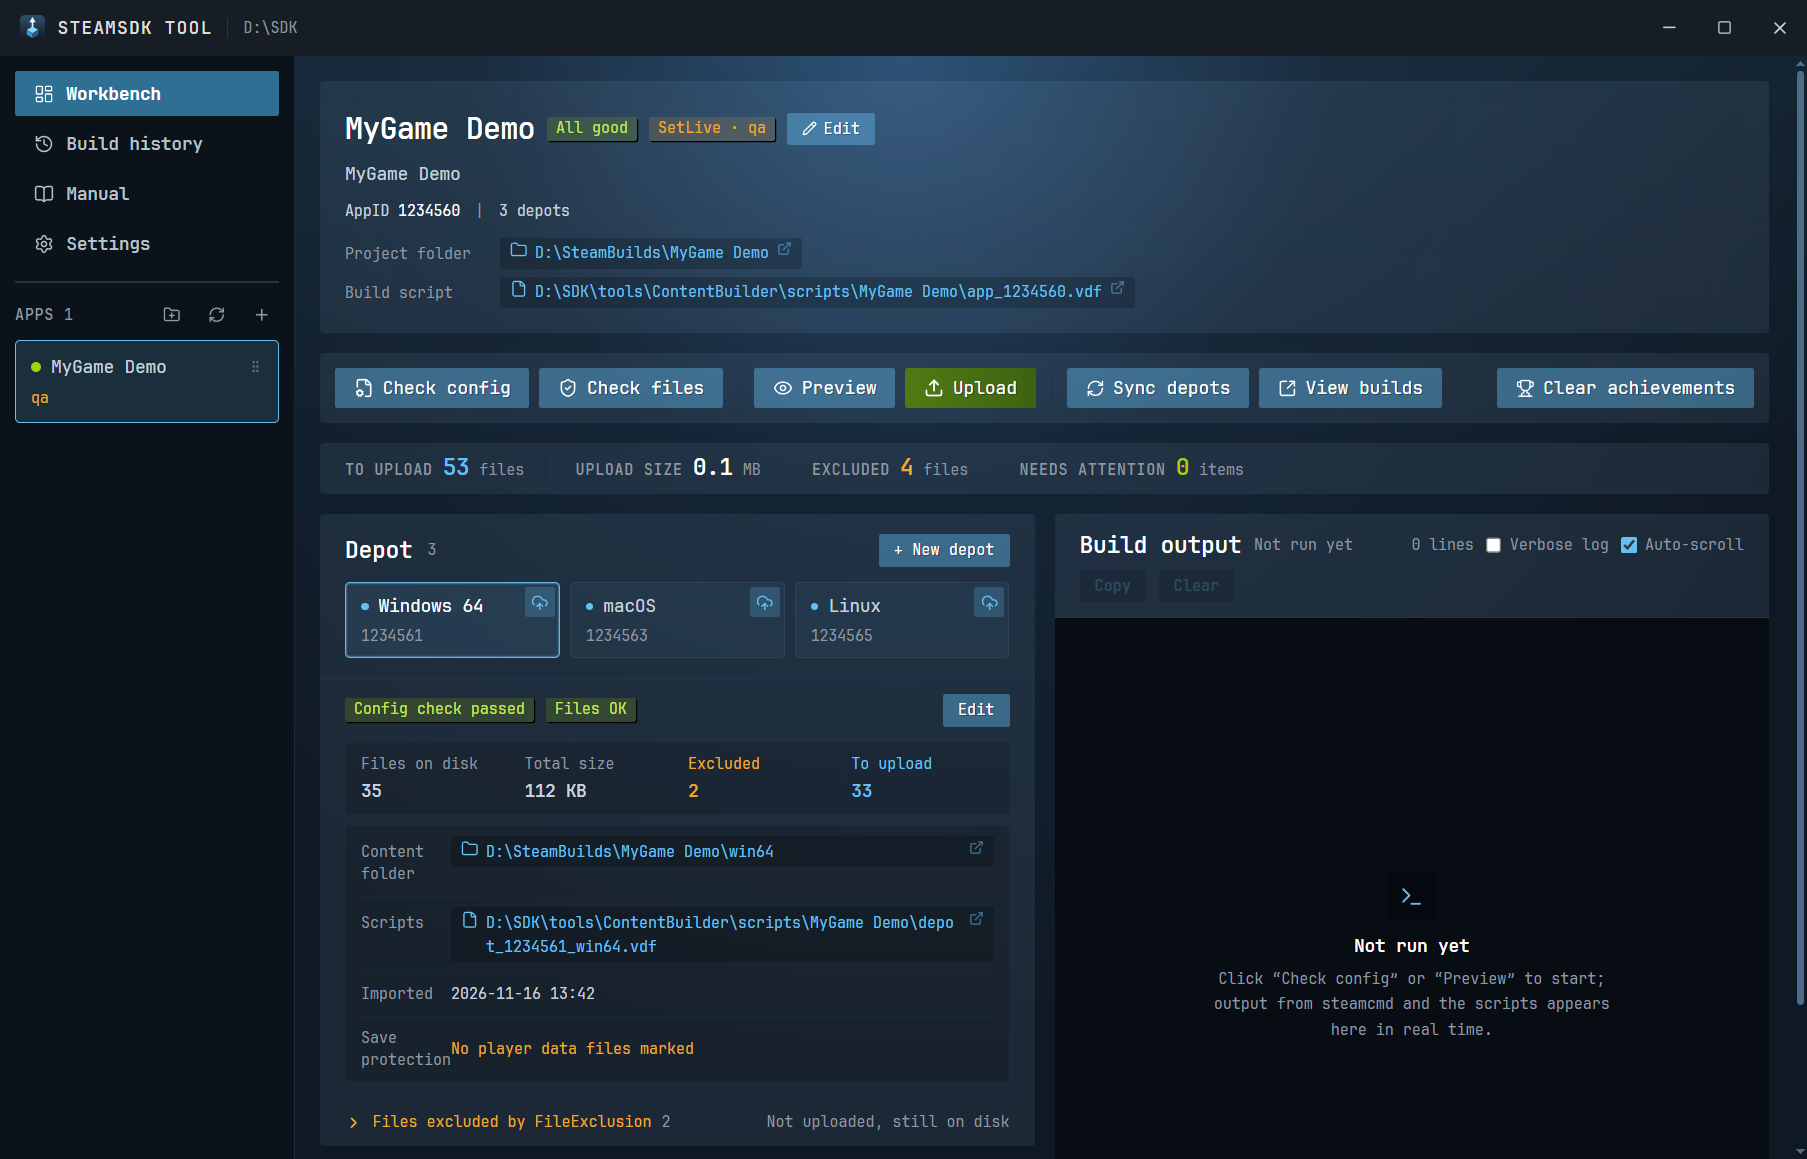 STEAMSDK TOOL
D:\SDK
Workbench
Build history
Manual
Settings
APPS 1
MyGame Demo
qa
MyGame Demo
All good
SetLive · qa
Edit
MyGame Demo
AppID 1234560 | 3 depots
Project folder
D:\SteamBuilds\MyGame Demo
Build script
D:\SDK\tools\ContentBuilder\scripts\MyGame Demo\app_1234560.vdf
Check config
Check files
Preview
Upload
Sync depots
View builds
Clear achievements
TO UPLOAD 53 files
UPLOAD SIZE 0.1 MB
EXCLUDED 4 files
NEEDS ATTENTION 0 items
Depot 3
+ New depot
Windows 64
1234561
macOS
1234563
Linux
1234565
Config check passed
Files OK
Edit
Files on disk
35
Total size
112 KB
Excluded
2
To upload
33
Content
folder
D:\SteamBuilds\MyGame Demo\win64
Scripts
D:\SDK\tools\ContentBuilder\scripts\MyGame Demo\depo
t_1234561_win64.vdf
Imported
2026-11-16 13:42
Save
protection
No player data files marked
Files excluded by FileExclusion 2
Not uploaded, still on disk
Build output
Not run yet
0 lines
Verbose log
Auto-scroll
Copy
Clear
Not run yet
Click “Check config” or “Preview” to start;
output from steamcmd and the scripts appears
here in real time.